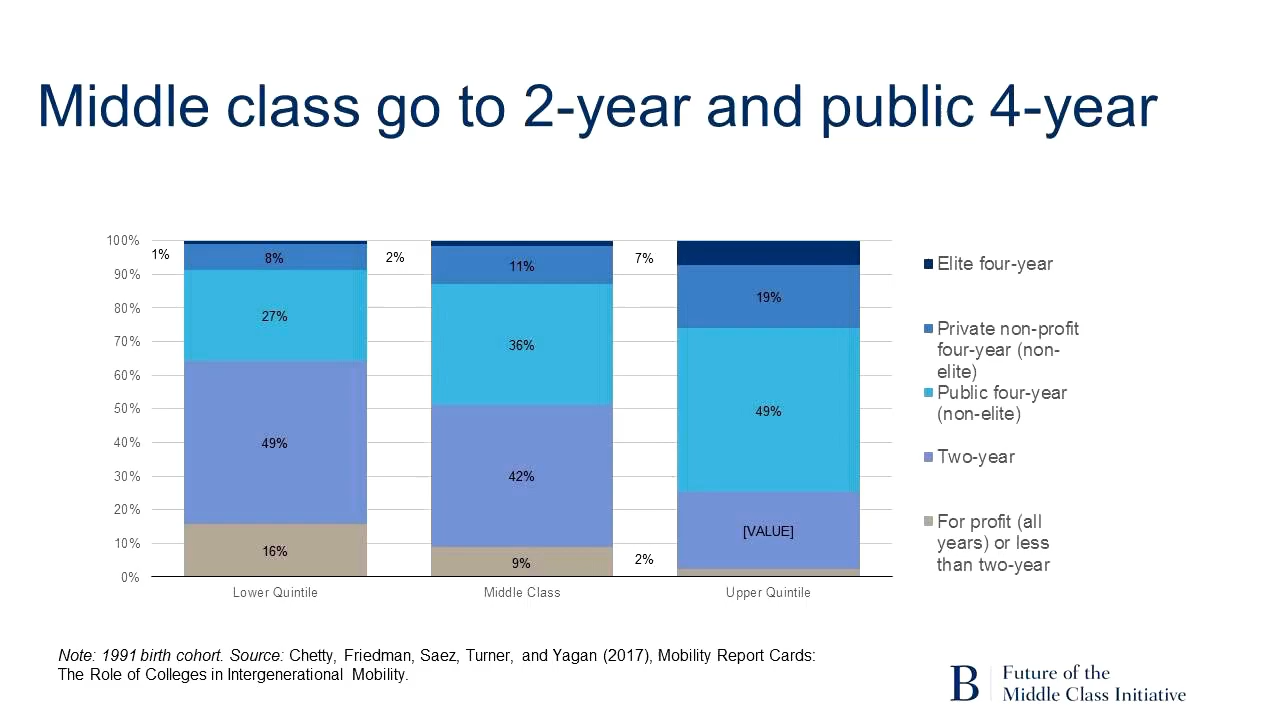 Middle class go to 2-year and public 4-year
100%
90%
80%
70%
60%
50%
40%
30%
20%
10%
0%
1%
8%
27%
49%
16%
2%
11%
36%
42%
9%
7%
19%
49%
[VALUE]
2%
Lower Quintile
Middle Class
Upper Quintile
Elite four-year
Private non-profit
four-year (non-
elite)
Public four-year
(non-elite)
Two-year
For profit (all
years) or less
than two-year
Note: 1991 birth cohort. Source: Chetty, Friedman, Saez, Turner, and Yagan (2017), Mobility Report Cards:
The Role of Colleges in Intergenerational Mobility.
B
Future of the
Middle Class Initiative